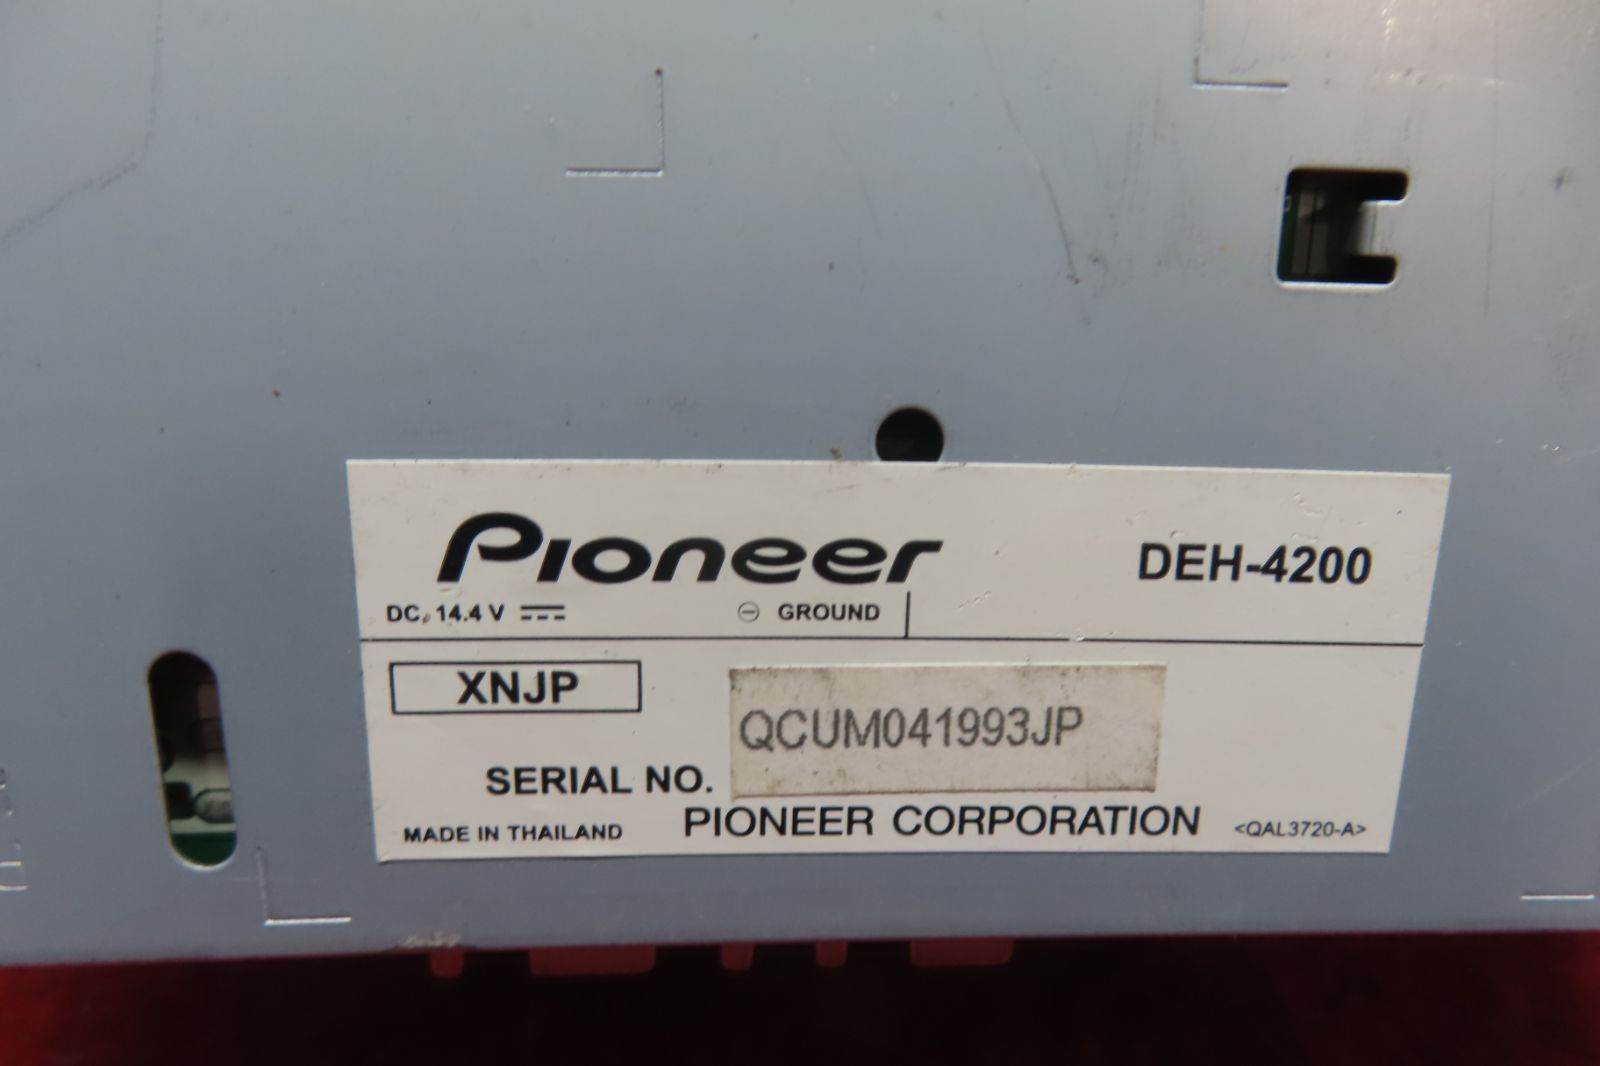 Pioneer DEH-4200
DC 14.4 V ⎓ ⊖ GROUND
XNJP
QCUM041993JP
SERIAL NO.
MADE IN THAILAND PIONEER CORPORATION <QAL3720-A>